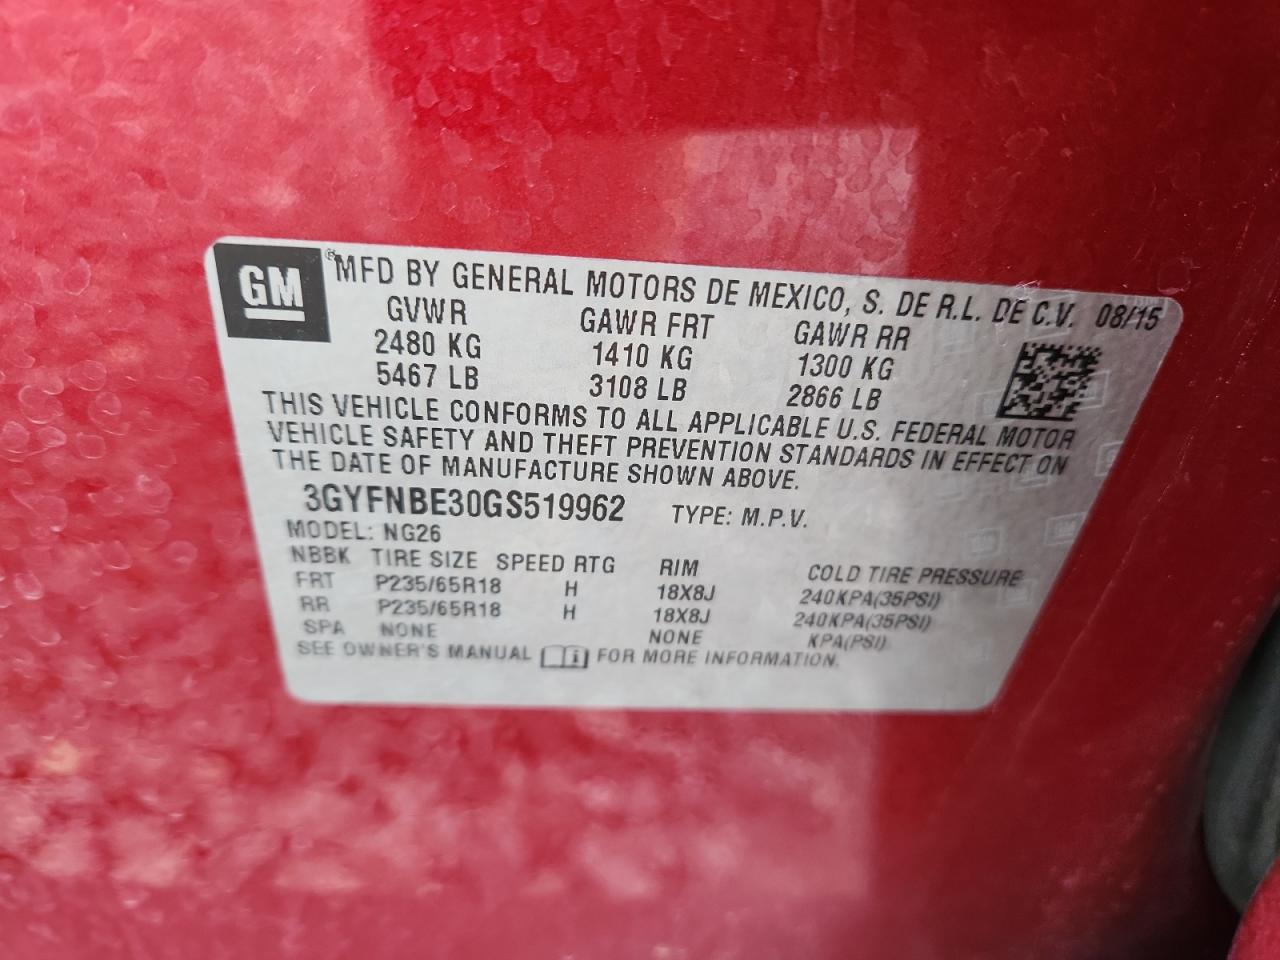 GM ® MFD BY GENERAL MOTORS DE MEXICO, S. DE R.L. DE C.V. 08/15
GVWR GAWR FRT GAWR RR
2480 KG 1410 KG 1300 KG
5467 LB 3108 LB 2866 LB
THIS VEHICLE CONFORMS TO ALL APPLICABLE U.S. FEDERAL MOTOR
VEHICLE SAFETY AND THEFT PREVENTION STANDARDS IN EFFECT ON
THE DATE OF MANUFACTURE SHOWN ABOVE.
3GYFNBE30GS519962 TYPE: M.P.V.
MODEL: NG26
NBBK TIRE SIZE SPEED RTG RIM COLD TIRE PRESSURE
FRT P235/65R18 H 18X8J 240KPA(35PSI)
RR P235/65R18 H 18X8J 240KPA(35PSI)
SPA NONE NONE KPA(PSI)
SEE OWNER'S MANUAL i FOR MORE INFORMATION.